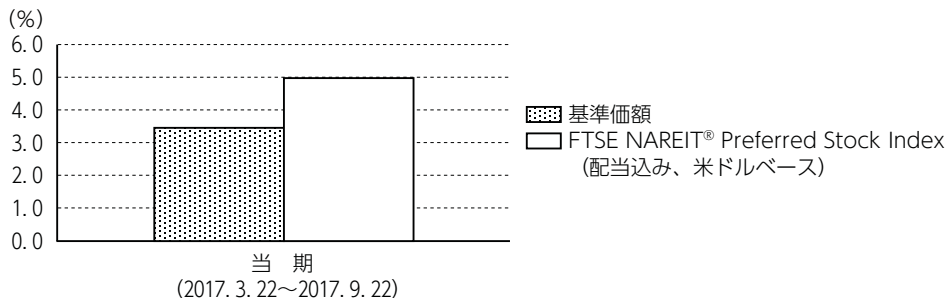 (%)
6.0
5.0
4.0
3.0
2.0
1.0
0.0
基準価額
FTSE NAREIT® Preferred Stock Index
(配当込み、米ドルベース)
当 期
(2017. 3. 22～2017. 9. 22)